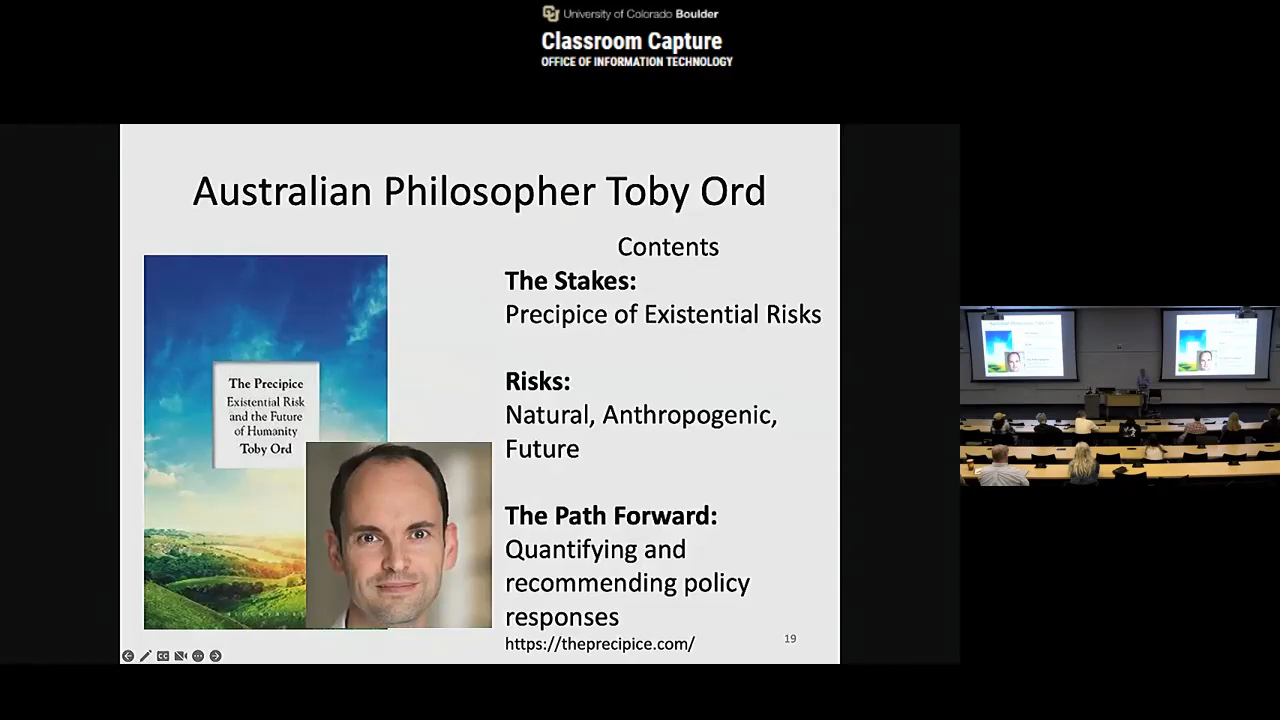 University of Colorado Boulder
Classroom Capture
OFFICE OF INFORMATION TECHNOLOGY
Australian Philosopher Toby Ord
Contents
The Stakes:
Precipice of Existential Risks
Risks:
Natural, Anthropogenic,
Future
The Path Forward:
Quantifying and
recommending policy
responses
https://theprecipice.com/
19
The Precipice
Existential Risk
and the Future
of Humanity
Toby Ord